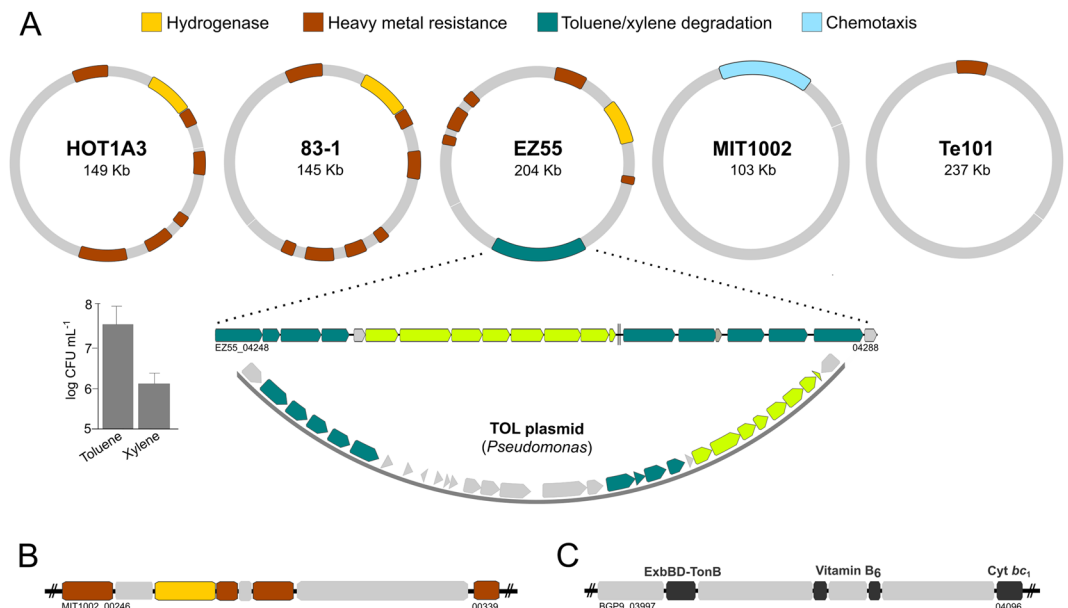 A
Hydrogenase
Heavy metal resistance
Toluene/xylene degradation
Chemotaxis
HOT1A3
149 Kb
83-1
145 Kb
EZ55
204 Kb
MIT1002
103 Kb
Te101
237 Kb
8
7
6
5
log CFU mL⁻¹
Toluene
Xylene
EZ55_04248
04288
TOL plasmid
(Pseudomonas)
B
MIT1002_00246
00339
C
ExbBD-TonB
Vitamin B₆
Cyt bc₁
BGP9_03997
04096